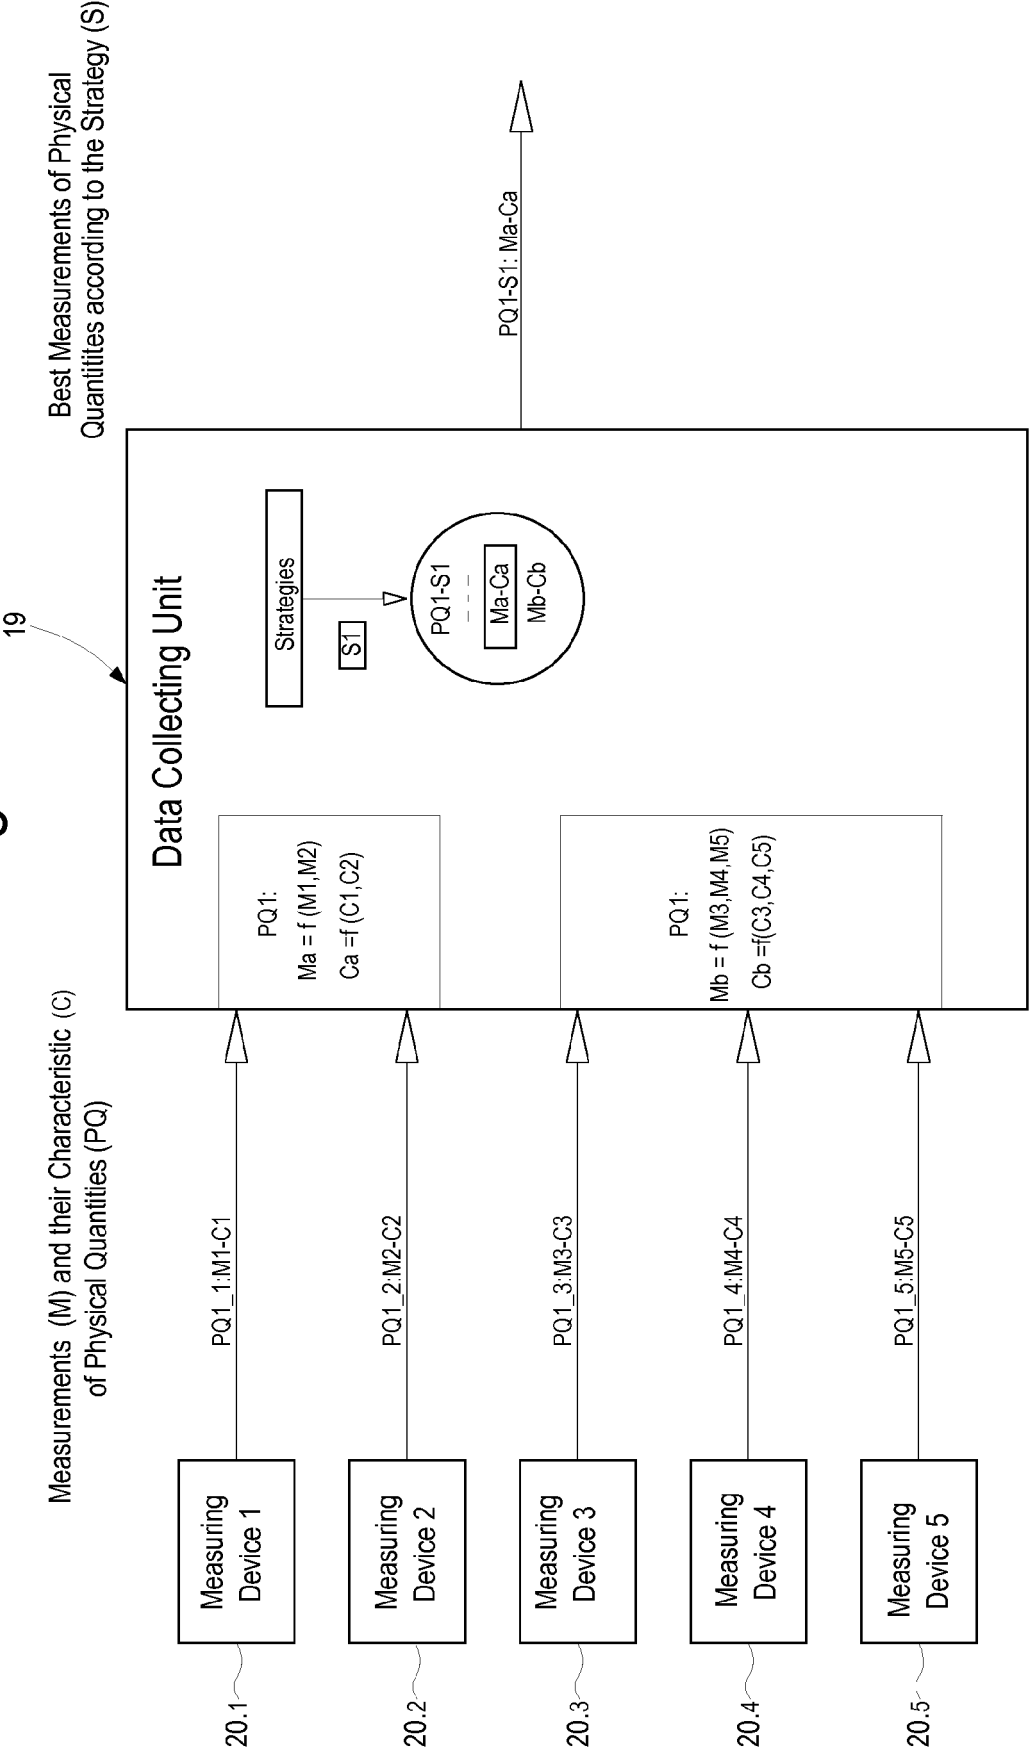 19
Measurements (M) and their Characteristic (C)
of Physical Quantities (PQ)
Best Measurements of Physical
Quantitites according to the Strategy (S)
Data Collecting Unit
20.1
Measuring
Device 1
PQ1_1:M1-C1
20.2
Measuring
Device 2
PQ1_2:M2-C2
20.3
Measuring
Device 3
PQ1_3:M3-C3
20.4
Measuring
Device 4
PQ1_4:M4-C4
20.5
Measuring
Device 5
PQ1_5:M5-C5
PQ1:
Ma = f (M1,M2)
Ca =f (C1,C2)
PQ1:
Mb = f (M3,M4,M5)
Cb =f(C3,C4,C5)
Strategies
S1
PQ1-S1
Ma-Ca
Mb-Cb
PQ1-S1: Ma-Ca